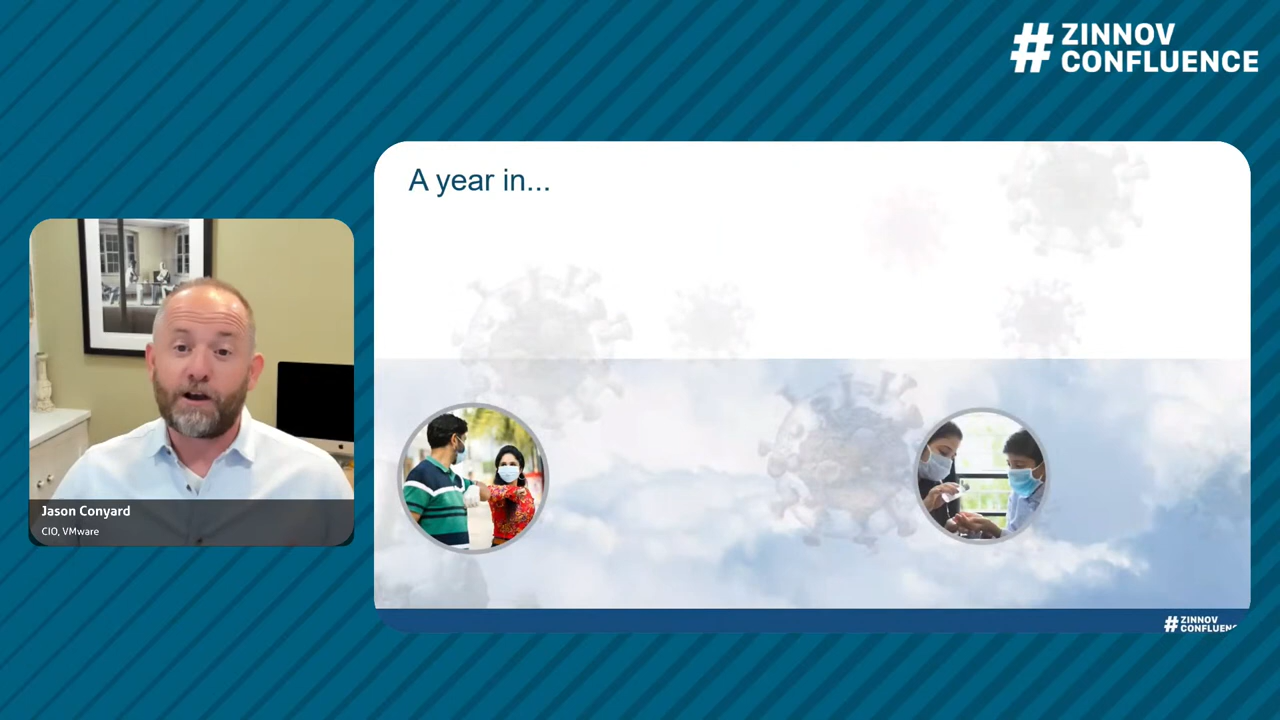 # ZINNOV
CONFLUENCE
A year in...
Jason Conyard
CIO, VMware
# ZINNOV